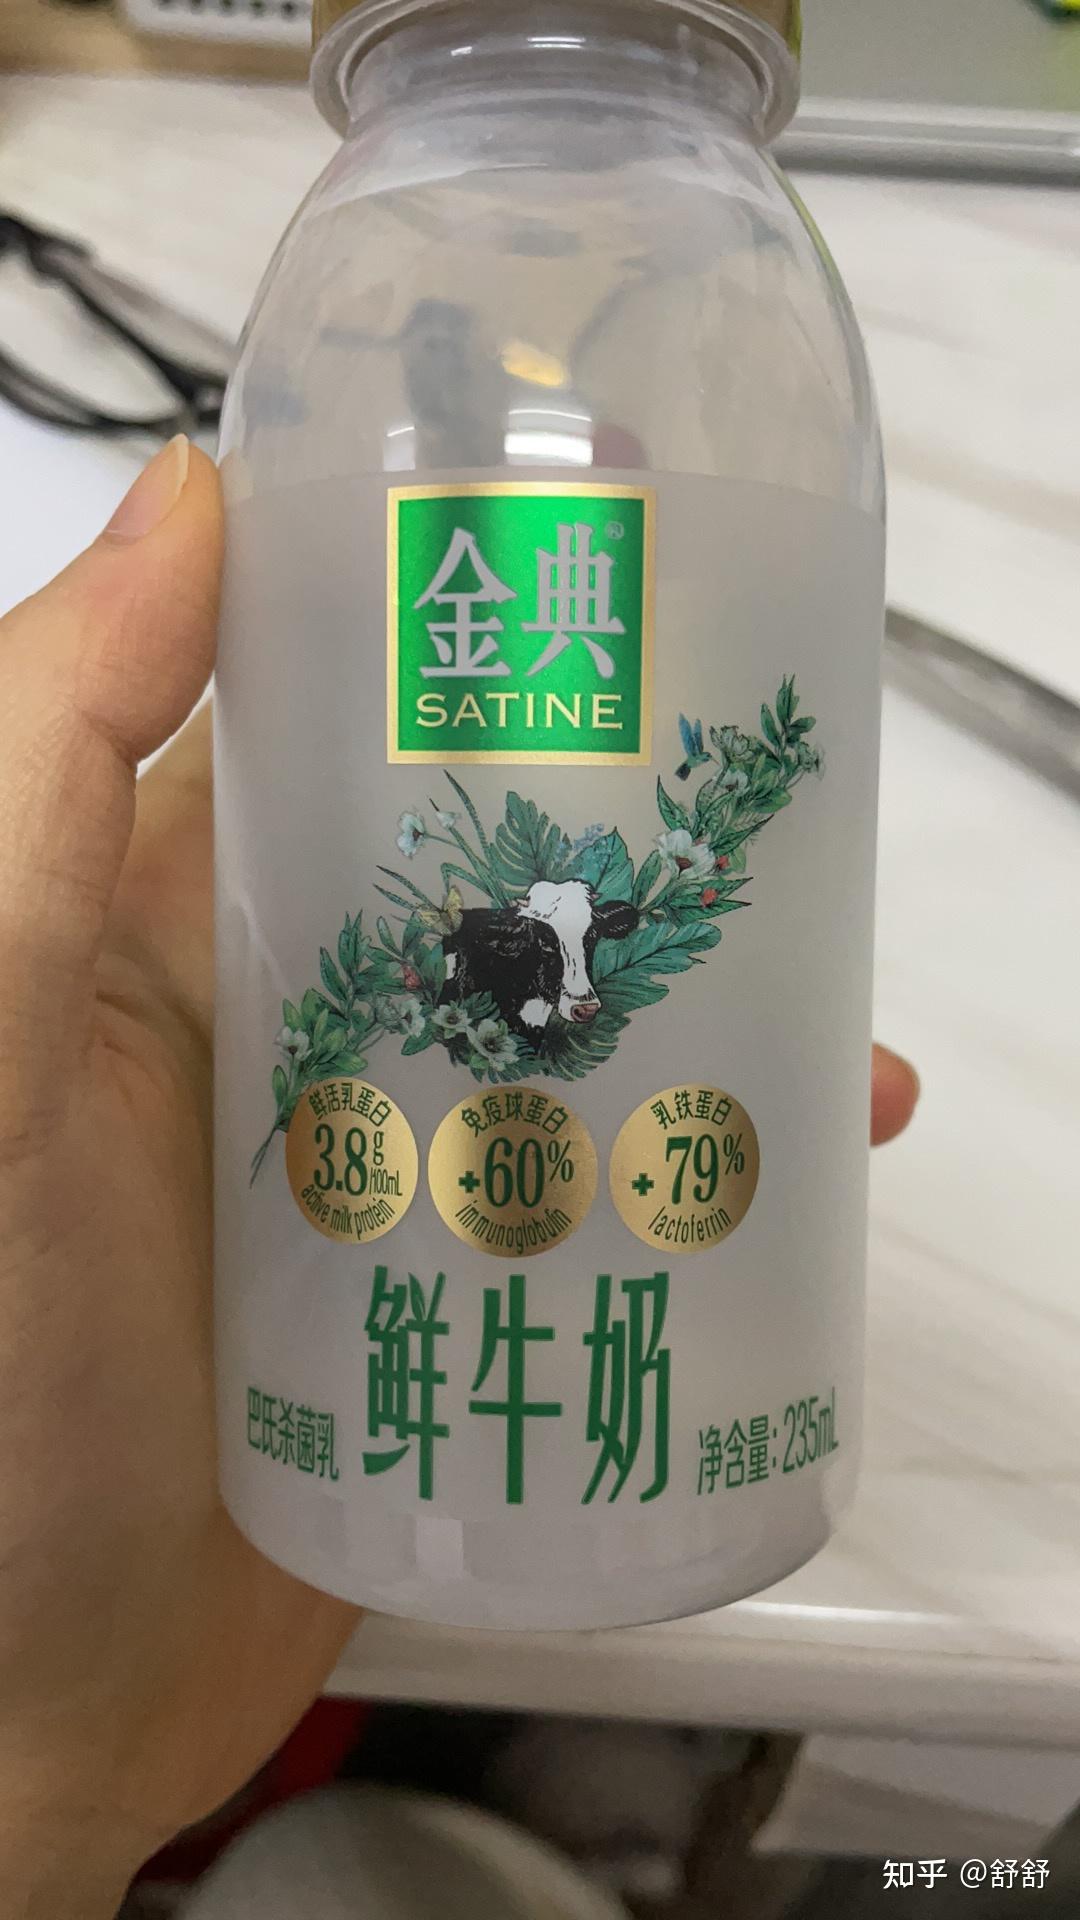 金典®
SATINE
鲜活乳蛋白
3.8g/100mL
active milk protein
免疫球蛋白
+60%
immunoglobulin
乳铁蛋白
+79%
lactoferrin
巴氏杀菌乳
鲜牛奶
净含量:235mL
知乎 @舒舒